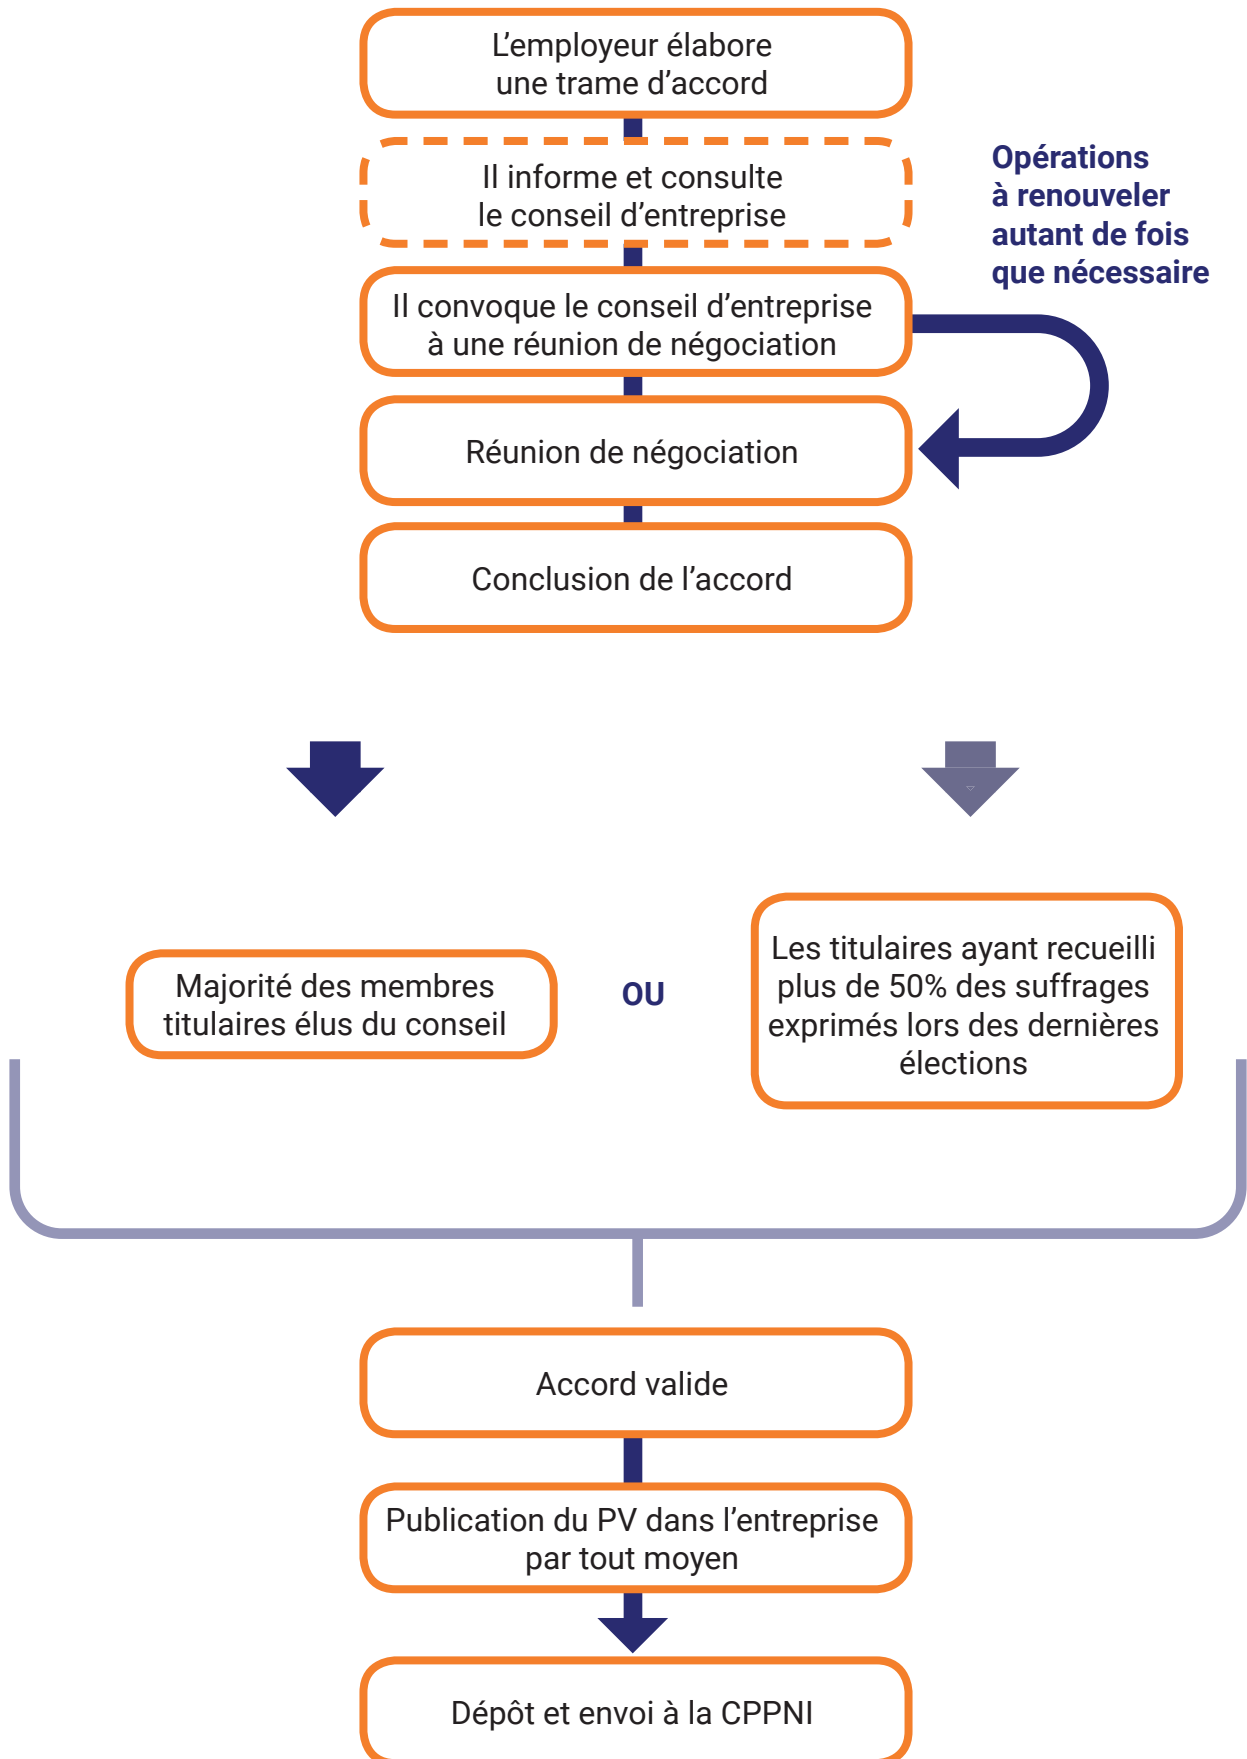 L’employeur élabore
une trame d’accord
Il informe et consulte
le conseil d’entreprise
Opérations
à renouveler
autant de fois
que nécessaire
Il convoque le conseil d’entreprise
à une réunion de négociation
Réunion de négociation
Conclusion de l’accord
Majorité des membres
titulaires élus du conseil
OU
Les titulaires ayant recueilli
plus de 50% des suffrages
exprimés lors des dernières
élections
Accord valide
Publication du PV dans l’entreprise
par tout moyen
Dépôt et envoi à la CPPNI